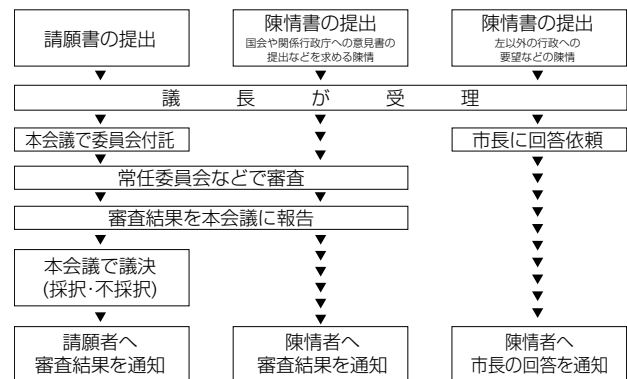 請願書の提出
陳情書の提出
国会や関係行政庁への意見書の
提出などを求める陳情
陳情書の提出
左以外の行政への
要望などの陳情
議長が受理
本会議で委員会付託
市長に回答依頼
常任委員会などで審査
審査結果を本会議に報告
本会議で議決
(採択･不採択)
請願者へ
審査結果を通知
陳情者へ
審査結果を通知
陳情者へ
市長の回答を通知